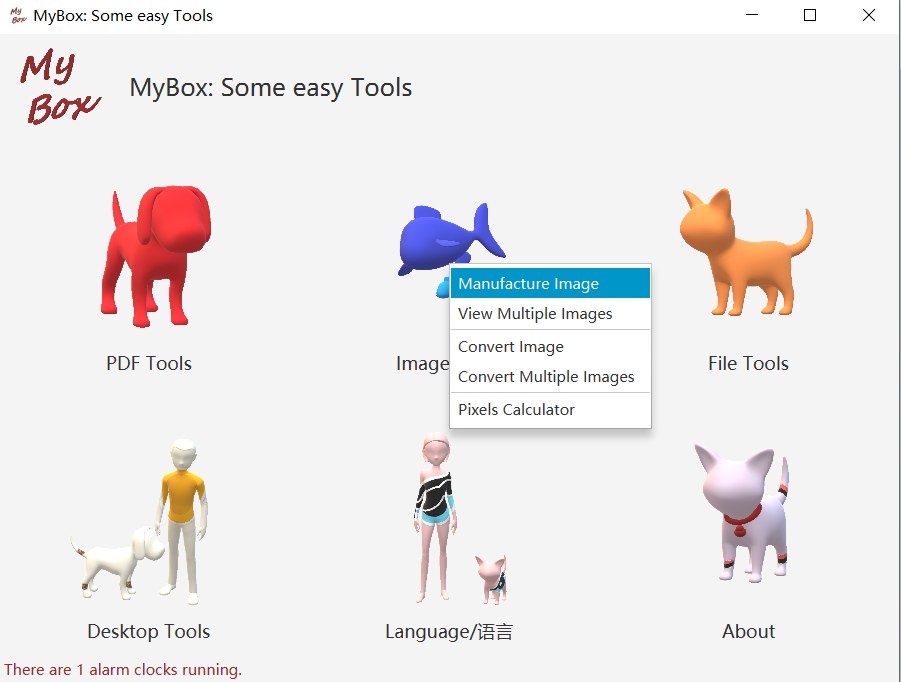 My Box MyBox: Some easy Tools
My
Box
MyBox: Some easy Tools
PDF Tools
Image
File Tools
Manufacture Image
View Multiple Images
Convert Image
Convert Multiple Images
Pixels Calculator
Desktop Tools
Language/语言
About
There are 1 alarm clocks running.